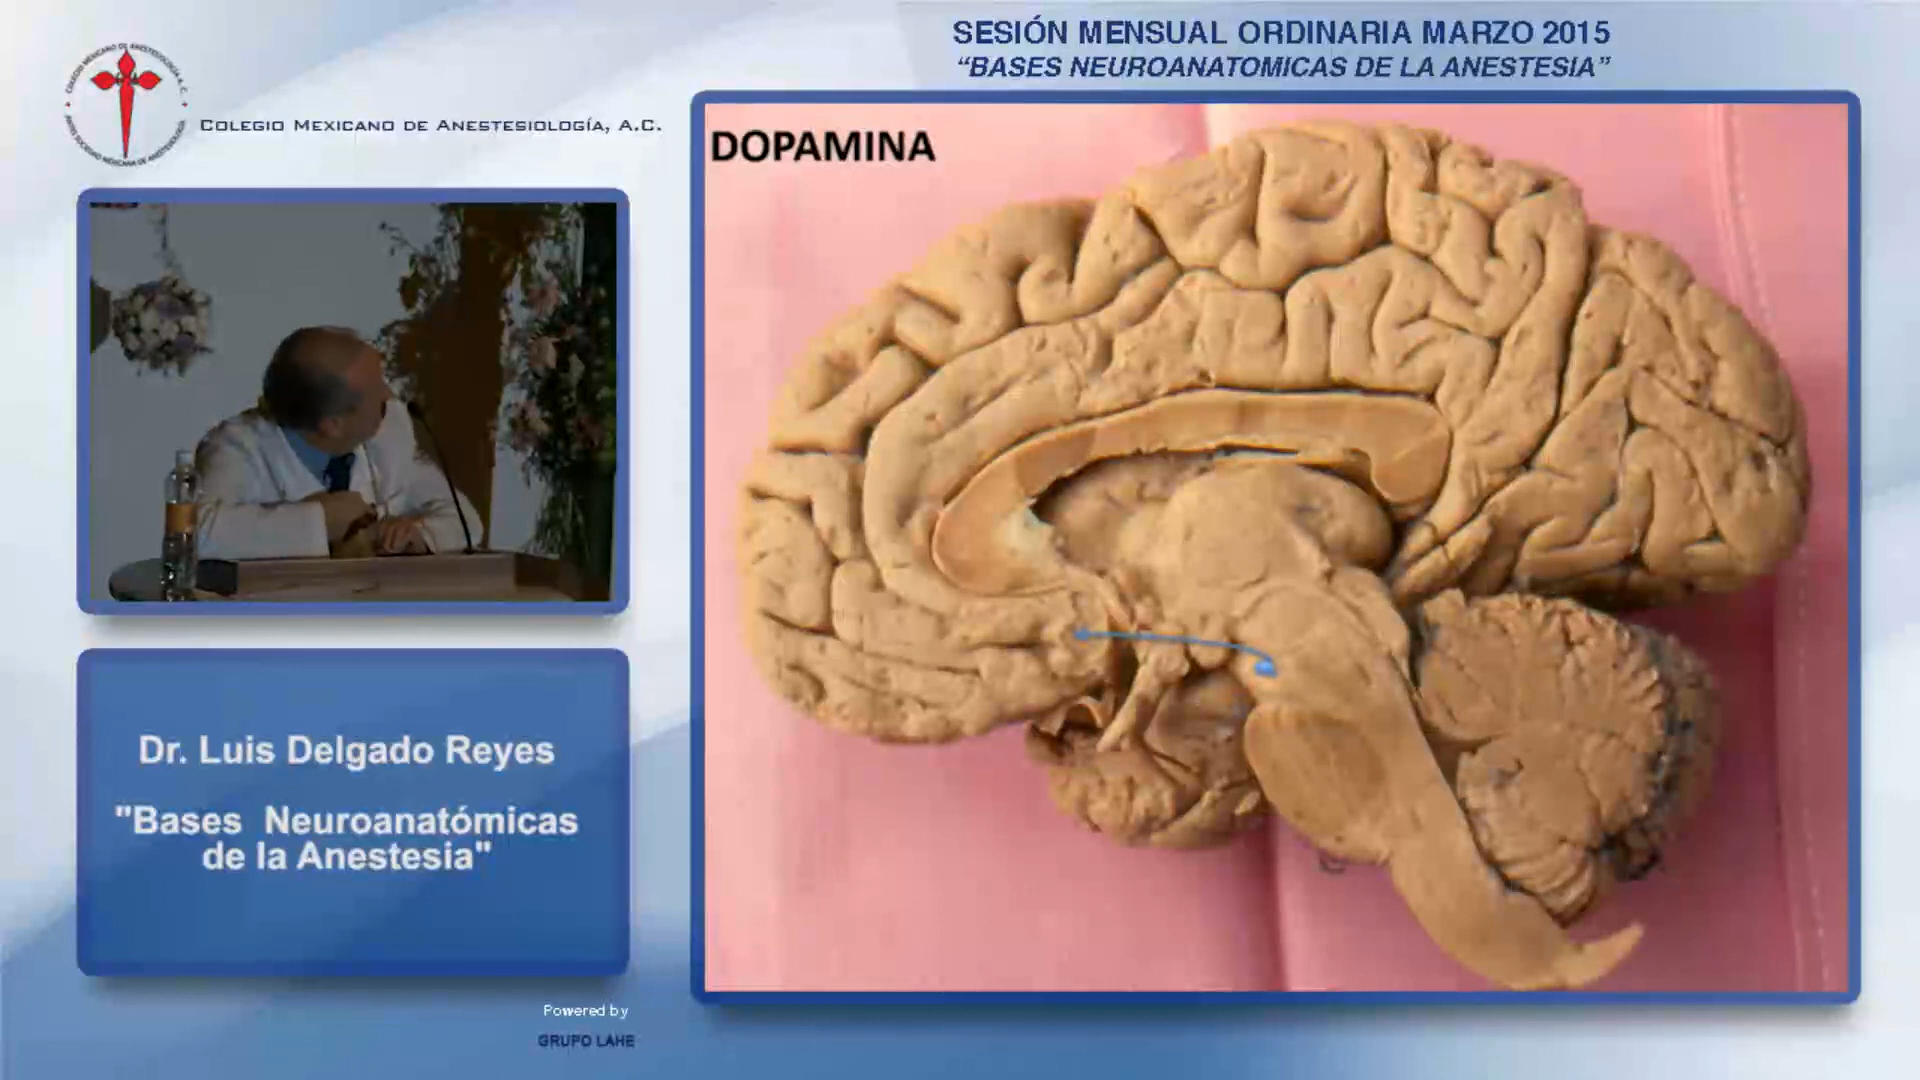 SESIÓN MENSUAL ORDINARIA MARZO 2015
“BASES NEUROANATOMICAS DE LA ANESTESIA”
COLEGIO MEXICANO DE ANESTESIOLOGÍA, A.C.
DOPAMINA
Dr. Luis Delgado Reyes
"Bases Neuroanatómicas
de la Anestesia"
Powered by
GRUPO LAHE